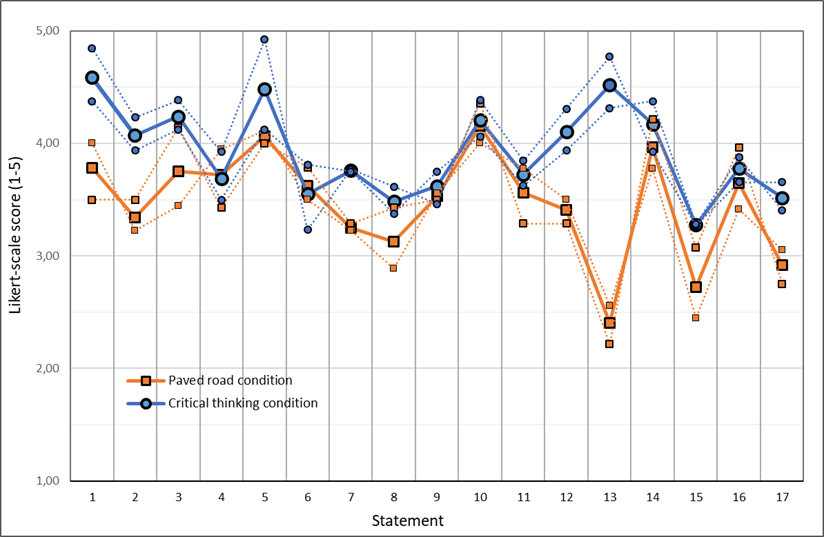 5,00
4,00
3,00
2,00
1,00
Likert-scale score (1-5)
Paved road condition
Critical thinking condition
1 2 3 4 5 6 7 8 9 10 11 12 13 14 15 16 17
Statement